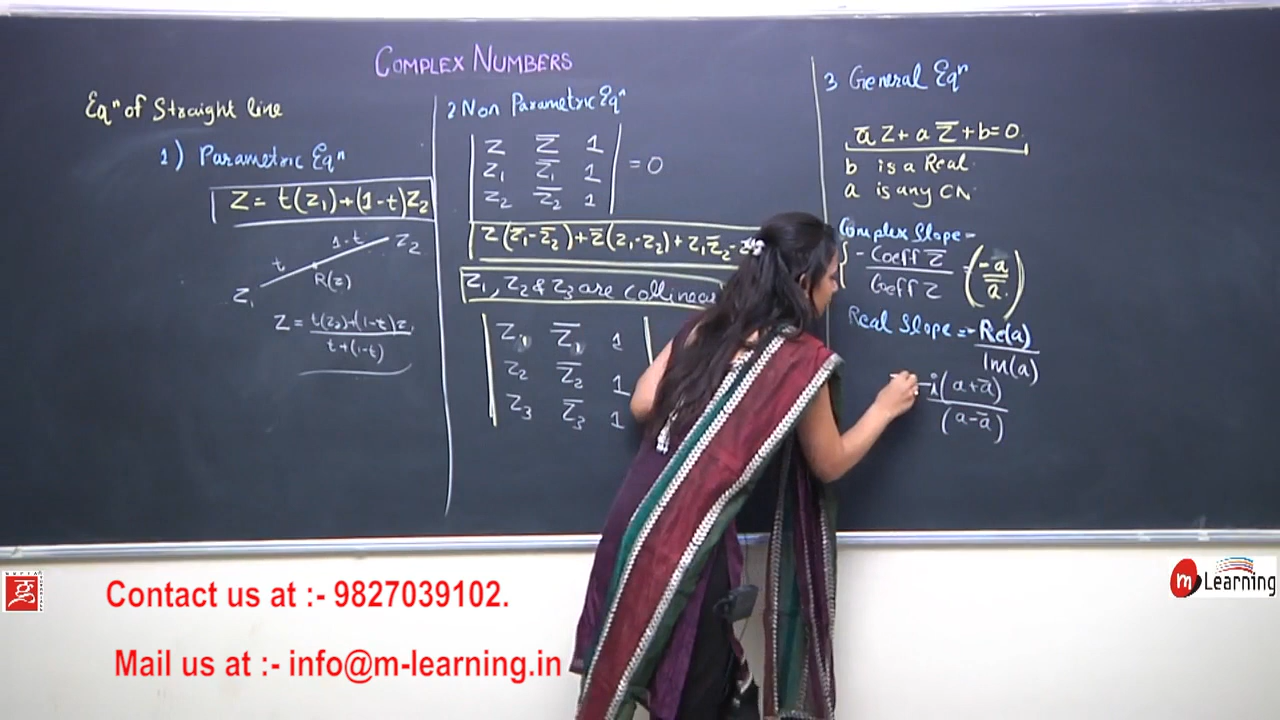 COMPLEX NUMBERS
Eqⁿ of Straight line
1) Parametric Eqⁿ
Z = t(Z₁)+(1-t)Z₂
1-t
Z₂
t
R(z)
Z₁
Z = t(Z₂)+(1-t)Z₁
t+(1-t)
2 Non Parametric Eqⁿ
Z Z̅ 1
Z₁ Z̅₁ 1 = 0
Z₂ Z̅₂ 1
Z(Z̅₁-Z̅₂)+Z̅(Z₁-Z₂)+Z₁Z̅₂-
Z₁, Z₂ & Z₃ are collinear
Z₁ Z̅₁ 1
Z₂ Z̅₂ 1
Z₃ Z̅₃ 1
3 General Eqⁿ
a̅ Z + a Z̅ + b = 0
b is a Real
a is any CN
Complex Slope =
- Coeff Z̅
Coeff Z
= (-a
a̅)
Real Slope = - Re(a)
Im(a)
-i(a+a̅)
(a-a̅)
Contact us at :- 9827039102.
Mail us at :- info@m-learning.in
m Learning